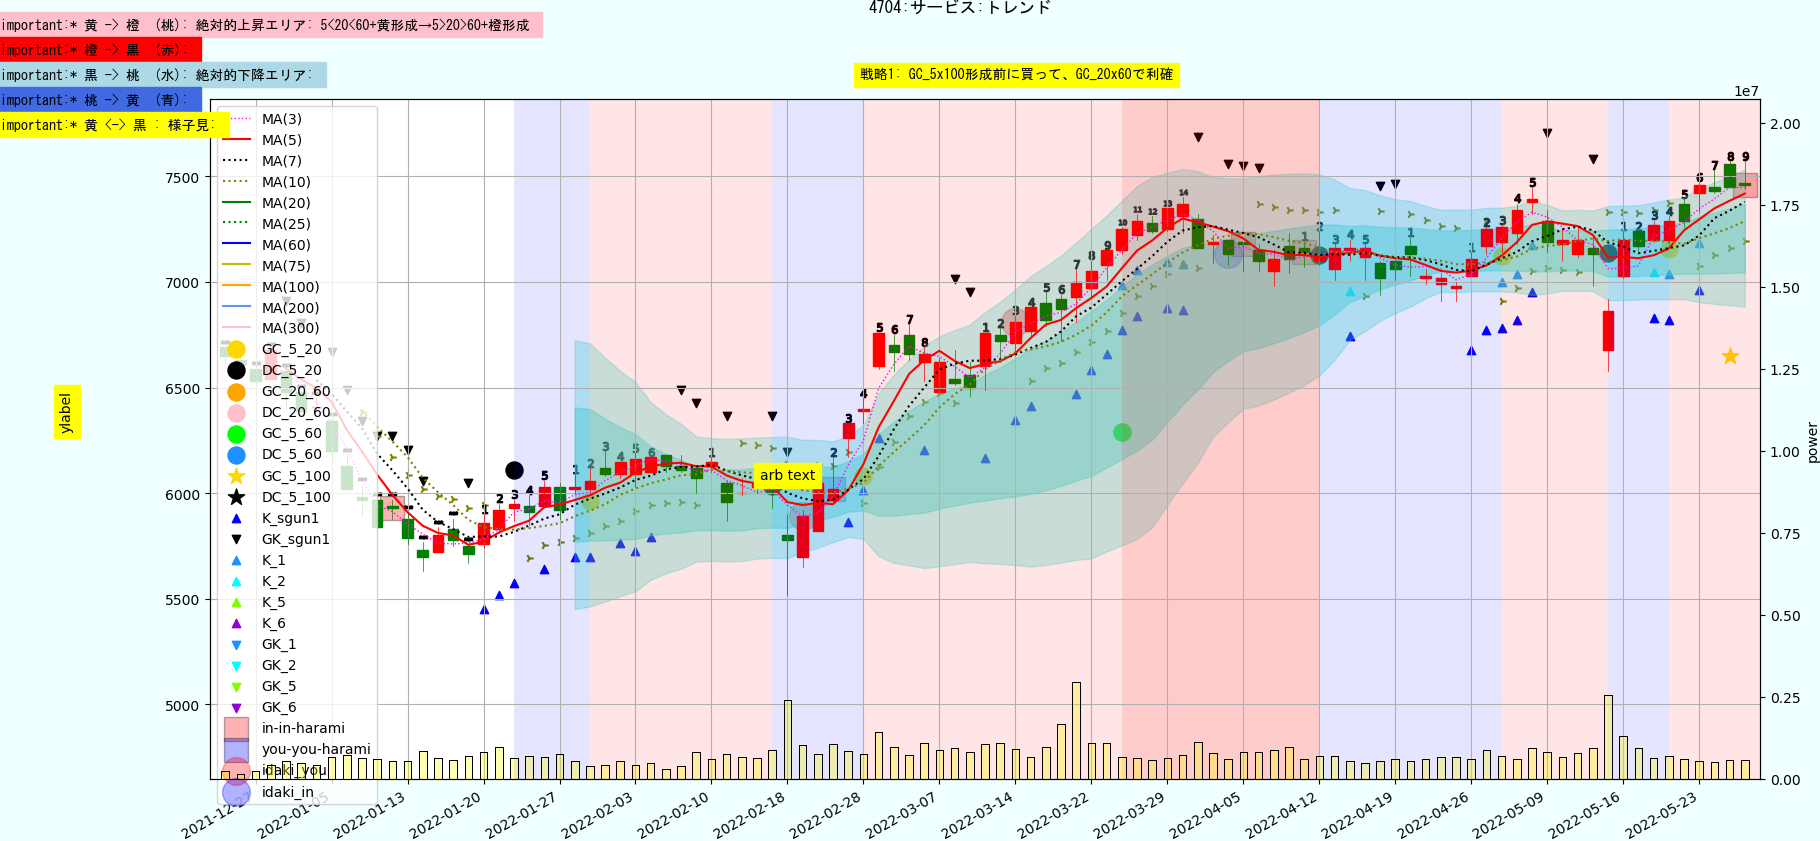 4704:サービス:トレンド
important:* 黄 -> 橙 (桃): 絶対的上昇エリア: 5<20<60+黄形成→5>20>60+橙形成
important:* 橙 -> 黒 (赤):
important:* 黒 -> 桃 (水): 絶対的下降エリア:
important:* 桃 -> 黄 (青):
important:* 黄 <-> 黒 : 様子見:
戦略1: GC_5x100形成前に買って、GC_20x60で利確
1e7
MA(3)
MA(5)
MA(7)
MA(10)
MA(20)
MA(25)
MA(60)
MA(75)
MA(100)
MA(200)
MA(300)
GC_5_20
DC_5_20
GC_20_60
DC_20_60
GC_5_60
DC_5_60
GC_5_100
DC_5_100
K_sgun1
GK_sgun1
K_1
K_2
K_5
K_6
GK_1
GK_2
GK_5
GK_6
in-in-harami
you-you-harami
idaki_you
idaki_in
7500
7000
6500
6000
5500
5000
ylabel
arb text
2.00
1.75
1.50
1.25
1.00
0.75
0.50
0.25
0.00
power
2021-12-27
2022-01-05
2022-01-13
2022-01-20
2022-01-27
2022-02-03
2022-02-10
2022-02-18
2022-02-28
2022-03-07
2022-03-14
2022-03-22
2022-03-29
2022-04-05
2022-04-12
2022-04-19
2022-04-26
2022-05-09
2022-05-16
2022-05-23